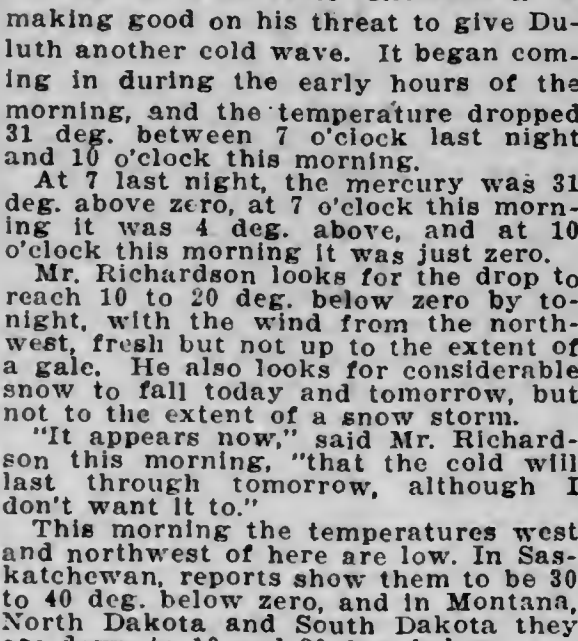 making good on his threat to give Du-
luth another cold wave. It began com-
ing in during the early hours of the
morning, and the temperature dropped
31 deg. between 7 o'clock last night
and 10 o'clock this morning.
At 7 last night, the mercury was 31
deg. above zero, at 7 o'clock this morn-
ing it was 4 deg. above, and at 10
o'clock this morning it was just zero.
Mr. Richardson looks for the drop to
reach 10 to 20 deg. below zero by to-
night, with the wind from the north-
west, fresh but not up to the extent of
a gale. He also looks for considerable
snow to fall today and tomorrow, but
not to the extent of a snow storm.
"It appears now," said Mr. Richard-
son this morning, "that the cold will
last through tomorrow, although I
don't want it to."
This morning the temperatures west
and northwest of here are low. In Sas-
katchewan, reports show them to be 30
to 40 deg. below zero, and in Montana,
North Dakota and South Dakota they